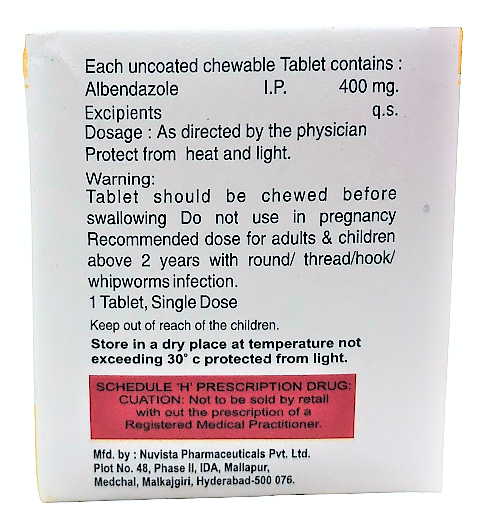 Each uncoated chewable Tablet contains :
Albendazole I.P. 400 mg.
Excipients q.s.
Dosage : As directed by the physician
Protect from heat and light.
Warning:
Tablet should be chewed before
swallowing Do not use in pregnancy
Recommended dose for adults & children
above 2 years with round/ thread/hook/
whipworms infection.
1 Tablet, Single Dose
Keep out of reach of the children.
Store in a dry place at temperature not
exceeding 30° c protected from light.
SCHEDULE 'H' PRESCRIPTION DRUG:
CUATION: Not to be sold by retail
with out the prescription of a
Registered Medical Practitioner.
Mfd. by : Nuvista Pharmaceuticals Pvt. Ltd.
Plot No. 48, Phase II, IDA, Mallapur,
Medchal, Malkajgiri, Hyderabad-500 076.